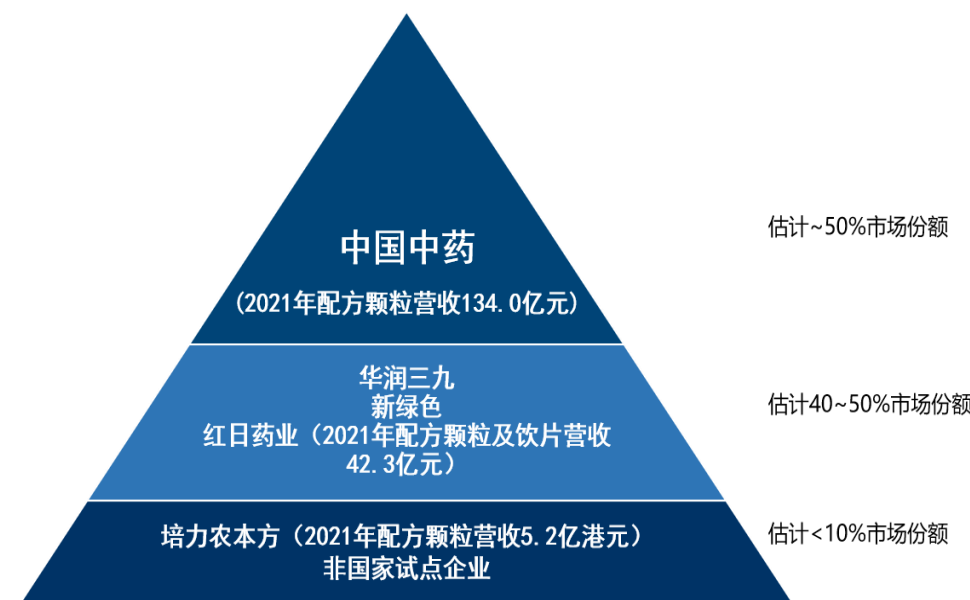 中国中药
(2021年配方颗粒营收134.0亿元)
估计~50%市场份额
华润三九
新绿色
红日药业（2021年配方颗粒及饮片营收
42.3亿元）
估计40~50%市场份额
培力农本方（2021年配方颗粒营收5.2亿港元）
非国家试点企业
估计<10%市场份额